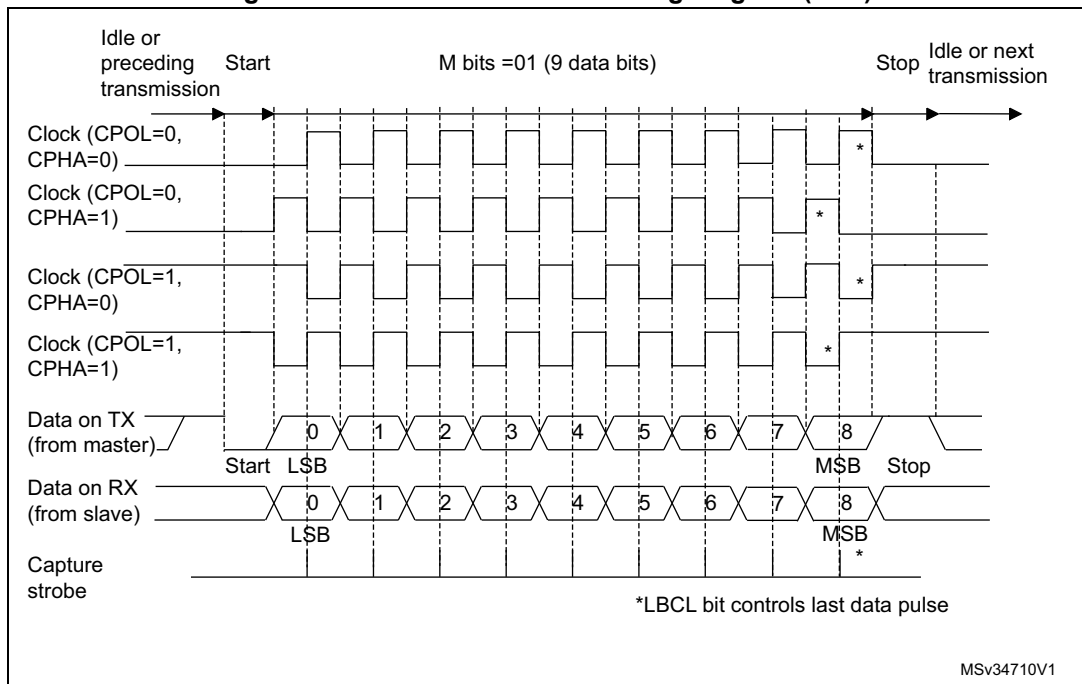 Idle or
preceding
transmission
Start
M bits =01 (9 data bits)
Stop
Idle or next
transmission
Clock (CPOL=0,
CPHA=0)
*
Clock (CPOL=0,
CPHA=1)
*
Clock (CPOL=1,
CPHA=0)
*
Clock (CPOL=1,
CPHA=1)
*
Data on TX
(from master)
0 1 2 3 4 5 6 7 8
Start LSB MSB Stop
Data on RX
(from slave)
0 1 2 3 4 5 6 7 8
LSB MSB
Capture
strobe
*
*LBCL bit controls last data pulse
MSv34710V1